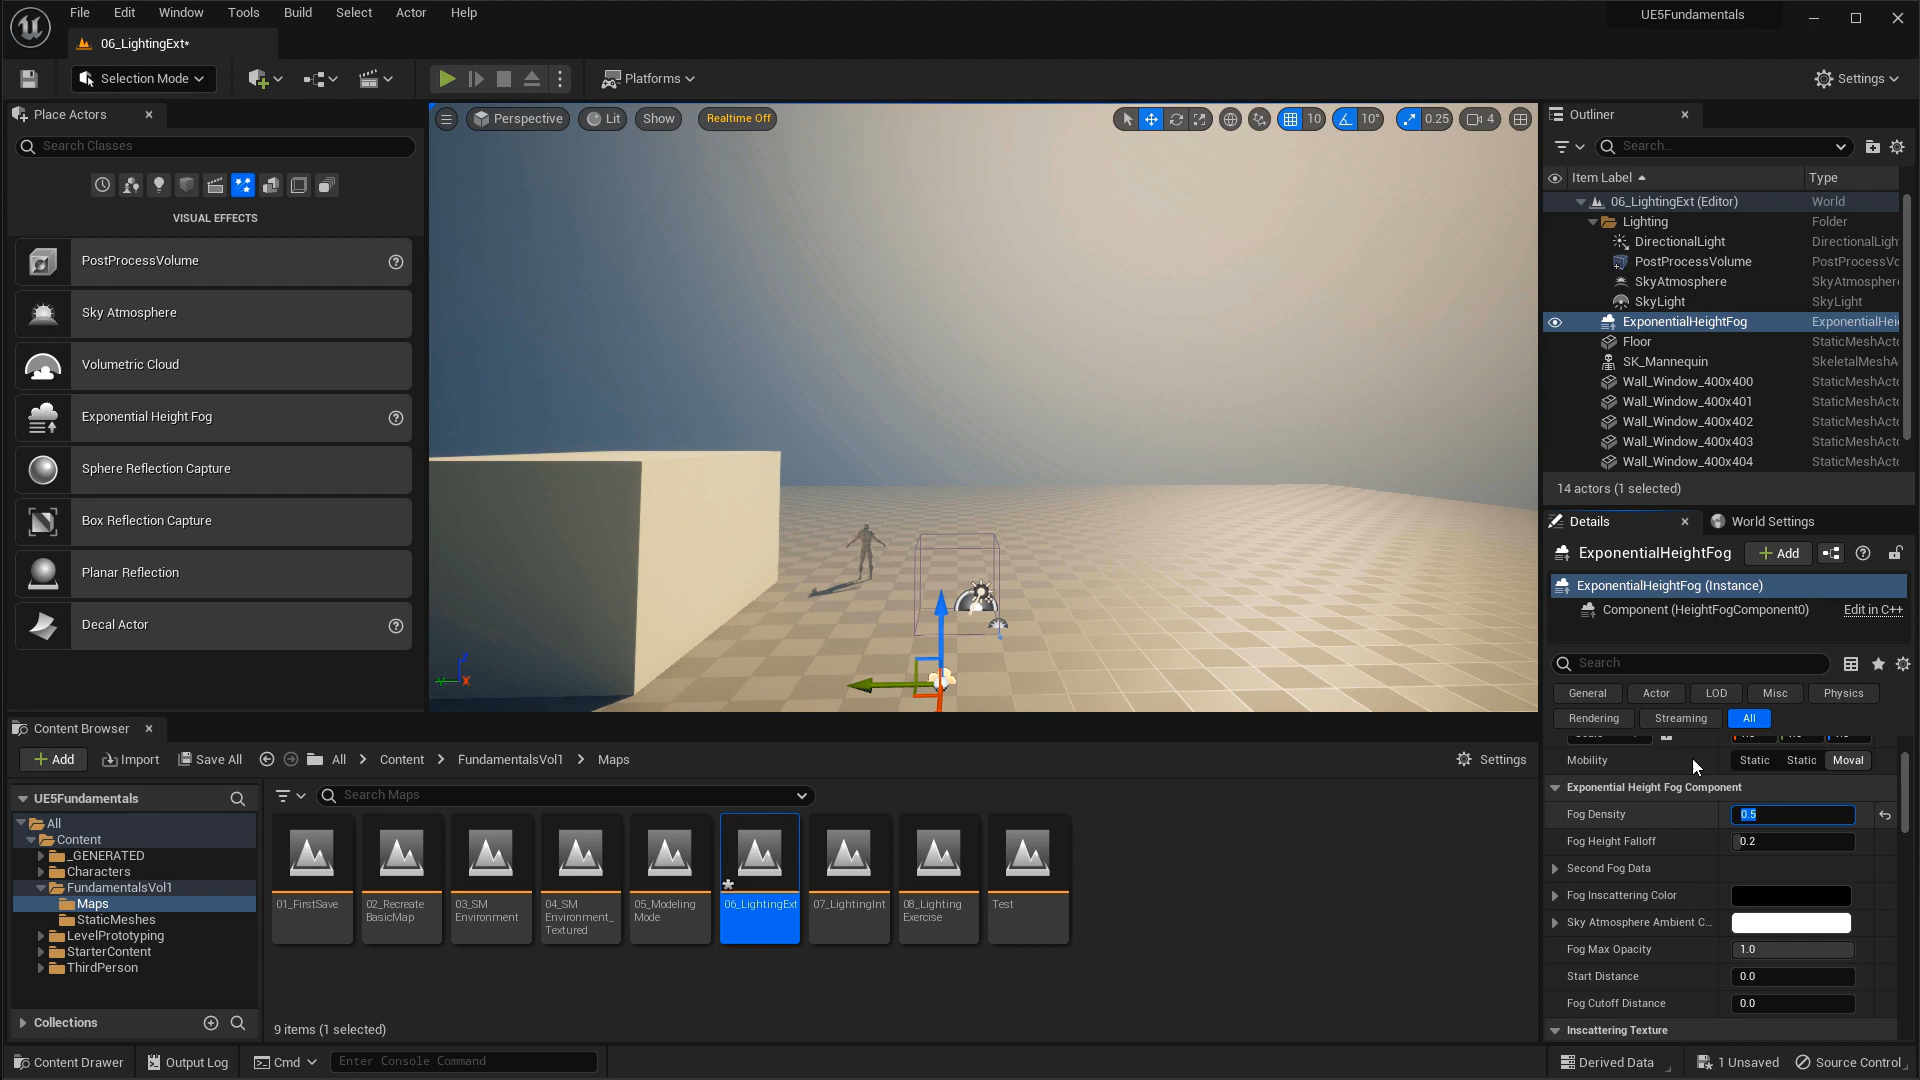 File Edit Window Tools Build Select Actor Help
UE5Fundamentals
06_LightingExt*
Selection Mode
Platforms
Settings
Place Actors
Search Classes
VISUAL EFFECTS
PostProcessVolume
Sky Atmosphere
Volumetric Cloud
Exponential Height Fog
Sphere Reflection Capture
Box Reflection Capture
Planar Reflection
Decal Actor
Perspective Lit Show Realtime Off
10 10° 0.25 4
Outliner
Search...
Item Label Type
06_LightingExt (Editor) World
Lighting Folder
DirectionalLight DirectionalLigh
PostProcessVolume PostProcessVo
SkyAtmosphere SkyAtmosphere
SkyLight SkyLight
ExponentialHeightFog ExponentialHei
Floor StaticMeshActo
SK_Mannequin SkeletalMeshA
Wall_Window_400x400 StaticMeshActo
Wall_Window_400x401 StaticMeshActo
Wall_Window_400x402 StaticMeshActo
Wall_Window_400x403 StaticMeshActo
Wall_Window_400x404 StaticMeshActo
14 actors (1 selected)
Details World Settings
ExponentialHeightFog Add
ExponentialHeightFog (Instance)
Component (HeightFogComponent0) Edit in C++
Search
General Actor LOD Misc Physics
Rendering Streaming All
Mobility Static Static Moval
Exponential Height Fog Component
Fog Density 0.5
Fog Height Falloff 0.2
Second Fog Data
Fog Inscattering Color
Sky Atmosphere Ambient C...
Fog Max Opacity 1.0
Start Distance 0.0
Fog Cutoff Distance 0.0
Inscattering Texture
Content Browser
Add Import Save All All Content FundamentalsVol1 Maps Settings
UE5Fundamentals
All
Content
_GENERATED
Characters
FundamentalsVol1
Maps
StaticMeshes
LevelPrototyping
StarterContent
ThirdPerson
Collections
Search Maps
01_FirstSave
02_Recreate
BasicMap
03_SM
Environment
04_SM
Environment_
Textured
05_Modeling
Mode
06_LightingExt
07_LightingInt
08_Lighting
Exercise
Test
9 items (1 selected)
Content Drawer Output Log Cmd Enter Console Command
Derived Data 1 Unsaved Source Control